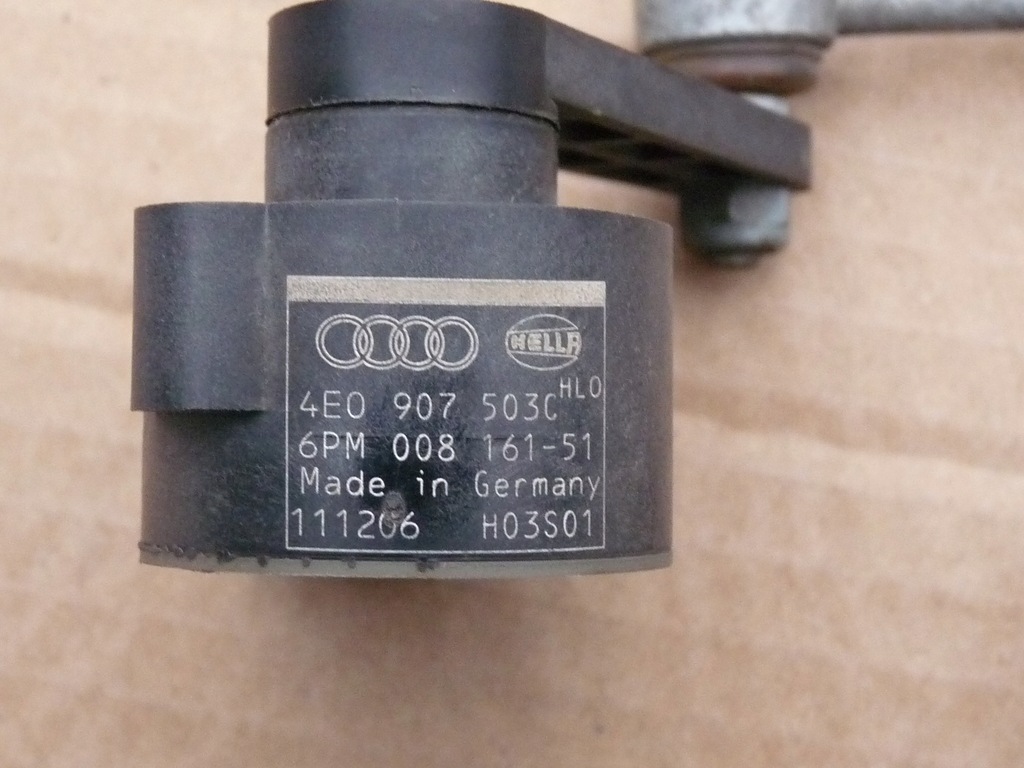 HELLA
4E0 907 503C HLO
6PM 008 161-51
Made in Germany
111206 H03S01